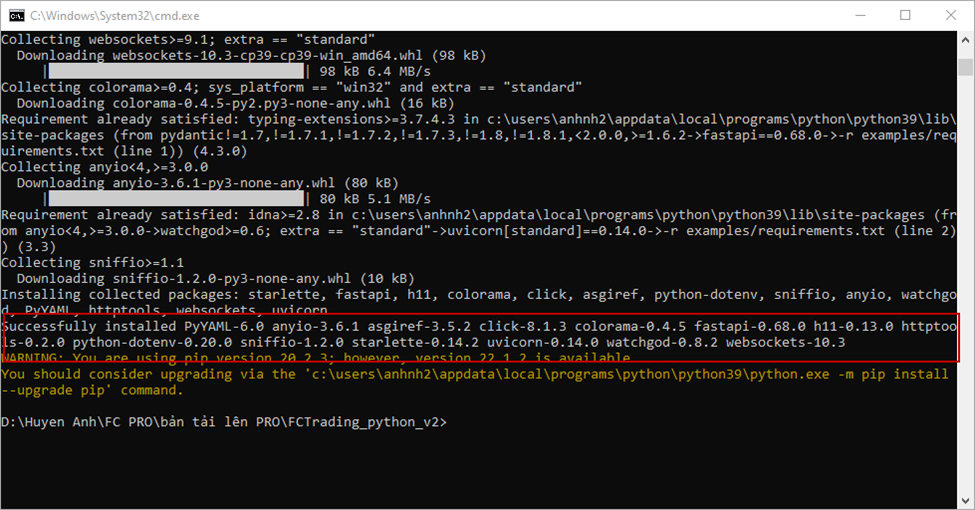 C:\Windows\System32\cmd.exe
Collecting websockets>=9.1; extra == "standard"
  Downloading websockets-10.3-cp39-cp39-win_amd64.whl (98 kB)
     |████████████████████████████████| 98 kB 6.4 MB/s
Collecting colorama>=0.4; sys_platform == "win32" and extra == "standard"
  Downloading colorama-0.4.5-py2.py3-none-any.whl (16 kB)
Requirement already satisfied: typing-extensions>=3.7.4.3 in c:\users\anhnh2\appdata\local\programs\python\python39\lib\
site-packages (from pydantic!=1.7,!=1.7.1,!=1.7.2,!=1.7.3,!=1.8,!=1.8.1,<2.0.0,>=1.6.2->fastapi==0.68.0->-r examples/req
uirements.txt (line 1)) (4.3.0)
Collecting anyio<4,>=3.0.0
  Downloading anyio-3.6.1-py3-none-any.whl (80 kB)
     |████████████████████████████████| 80 kB 5.1 MB/s
Requirement already satisfied: idna>=2.8 in c:\users\anhnh2\appdata\local\programs\python\python39\lib\site-packages (fr
om anyio<4,>=3.0.0->watchgod>=0.6; extra == "standard"->uvicorn[standard]==0.14.0->-r examples/requirements.txt (line 2)
) (3.3)
Collecting sniffio>=1.1
  Downloading sniffio-1.2.0-py3-none-any.whl (10 kB)
Installing collected packages: starlette, fastapi, h11, colorama, click, asgiref, python-dotenv, sniffio, anyio, watchgo
d, PyYAML, httptools, websockets, uvicorn
Successfully installed PyYAML-6.0 anyio-3.6.1 asgiref-3.5.2 click-8.1.3 colorama-0.4.5 fastapi-0.68.0 h11-0.13.0 httptoo
ls-0.2.0 python-dotenv-0.20.0 sniffio-1.2.0 starlette-0.14.2 uvicorn-0.14.0 watchgod-0.8.2 websockets-10.3
WARNING: You are using pip version 20.2.3; however, version 22.1.2 is available.
You should consider upgrading via the 'c:\users\anhnh2\appdata\local\programs\python\python39\python.exe -m pip install
--upgrade pip' command.
D:\Huyen Anh\FC PRO\bản tải lên PRO\FCTrading_python_v2>